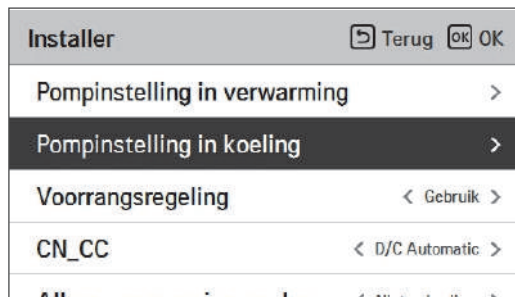 Installer Terug OK OK
Pompinstelling in verwarming >
Pompinstelling in koeling >
Voorrangsregeling < Gebruik >
CN_CC < D/C Automatic >